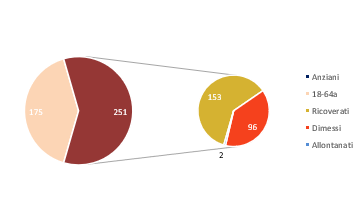 175
251
153
96
2
Anziani
18-64a
Ricoverati
Dimessi
Allontanati